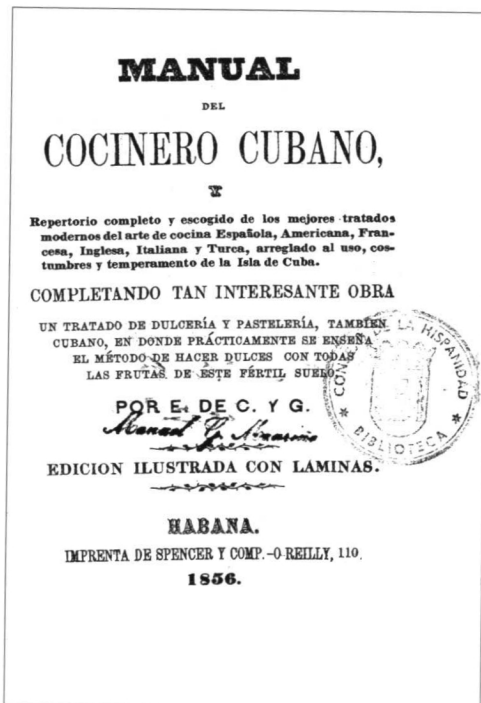 MANUAL
DEL
COCINERO CUBANO,
Y
Repertorio completo y escogido de los mejores tratados
modernos del arte de cocina Española, Americana, Fran-
cesa, Inglesa, Italiana y Turca, arreglado al uso, cos-
tumbres y temperamento de la Isla de Cuba.
COMPLETANDO TAN INTERESANTE OBRA
UN TRATADO DE DULCERÍA Y PASTELERÍA, TAMBIEN
CUBANO, EN DONDE PRÁCTICAMENTE SE ENSEÑA
EL MÉTODO DE HACER DULCES CON TODAS
LAS FRUTAS DE ESTE FÉRTIL SUELO,
POR E. DE C. Y G.
Manuel
EDICION ILUSTRADA CON LAMINAS.
HABANA.
IMPRENTA DE SPENCER Y COMP.-O-REILLY, 110.
1856.
DE LA HISPANIDAD
BIBLIOTECA